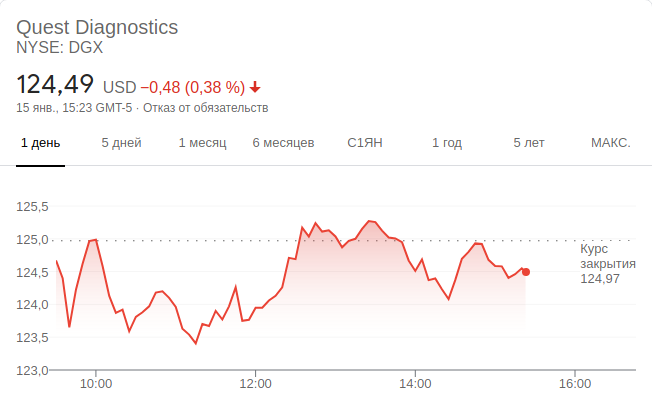 Quest Diagnostics
NYSE: DGX
124,49 USD −0,48 (0,38 %)
15 янв., 15:23 GMT-5 · Отказ от обязательств
1 день 5 дней 1 месяц 6 месяцев С1ЯН 1 год 5 лет МАКС.
125,5
125,0
Курс
закрытия
124,97
124,5
124,0
123,5
123,0
10:00 12:00 14:00 16:00